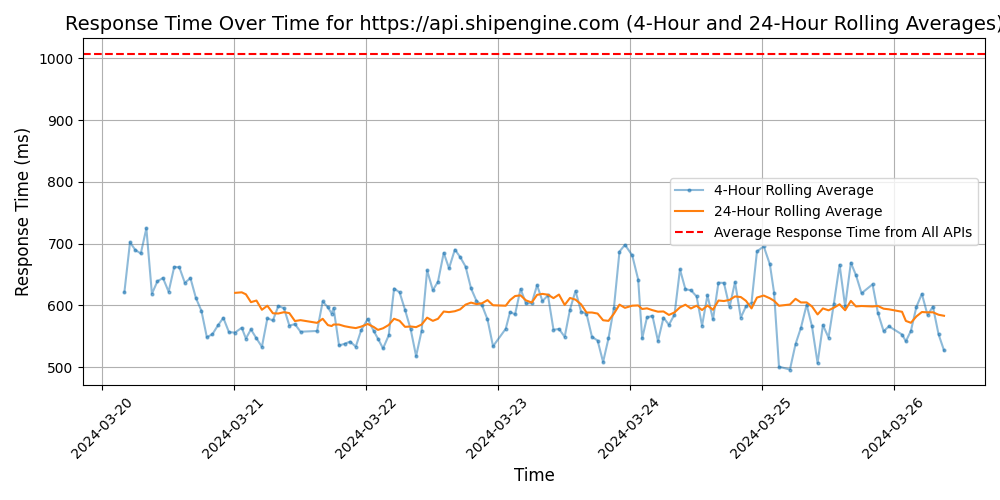 Response Time Over Time for https://api.shipengine.com (4-Hour and 24-Hour Rolling Averages)
Response Time (ms)
1000
900
800
700
600
500
4-Hour Rolling Average
24-Hour Rolling Average
Average Response Time from All APIs
2024-03-20
2024-03-21
2024-03-22
2024-03-23
2024-03-24
2024-03-25
2024-03-26
Time